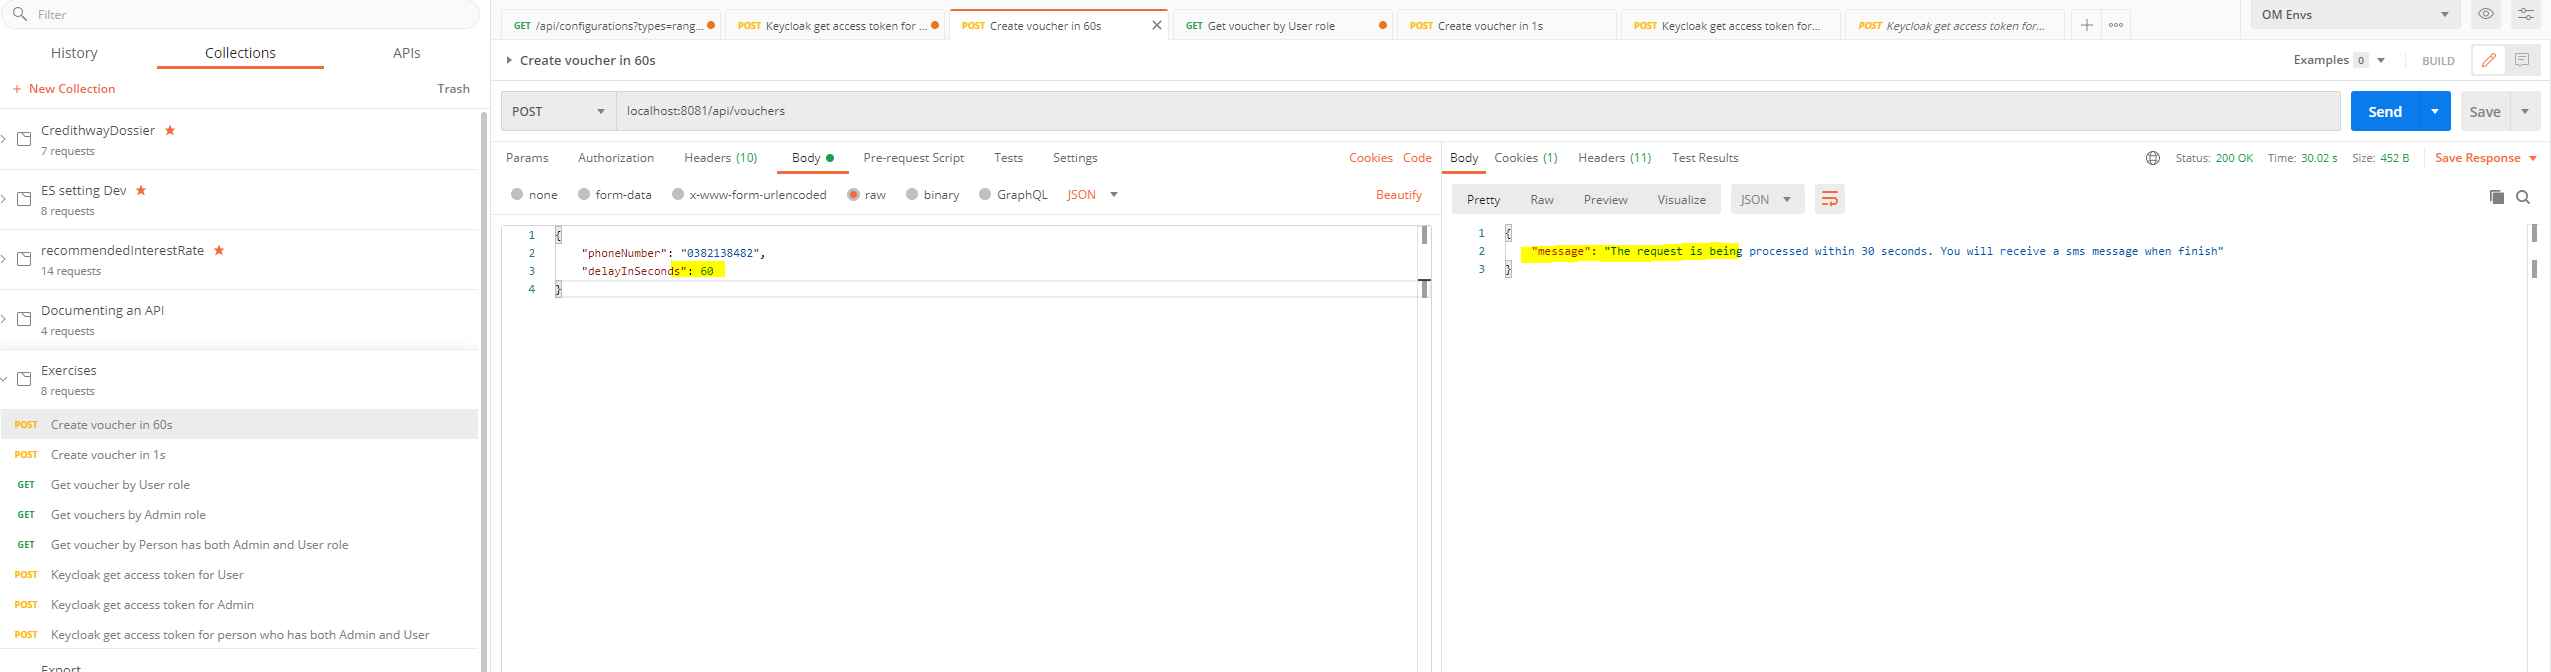 Filter
History Collections APIs
+ New Collection Trash
CredithwayDossier ★
7 requests
ES setting Dev ★
8 requests
recommendedInterestRate ★
14 requests
Documenting an API
4 requests
Exercises
8 requests
POST Create voucher in 60s
POST Create voucher in 1s
GET Get voucher by User role
GET Get vouchers by Admin role
GET Get voucher by Person has both Admin and User role
POST Keycloak get access token for User
POST Keycloak get access token for Admin
POST Keycloak get access token for person who has both Admin and User
Export
GET /api/configurations?types=rang... POST Keycloak get access token for ... POST Create voucher in 60s GET Get voucher by User role POST Create voucher in 1s POST Keycloak get access token for... POST Keycloak get access token for...
OM Envs
Create voucher in 60s
Examples 0 BUILD
POST localhost:8081/api/vouchers
Send Save
Params Authorization Headers (10) Body Pre-request Script Tests Settings Cookies Code
none form-data x-www-form-urlencoded raw binary GraphQL JSON Beautify
1 {
2 "phoneNumber": "0382138482",
3 "delayInSeconds": 60
4 }
Body Cookies (1) Headers (11) Test Results Status: 200 OK Time: 30.02 s Size: 452 B Save Response
Pretty Raw Preview Visualize JSON
1 {
2 "message": "The request is being processed within 30 seconds. You will receive a sms message when finish"
3 }